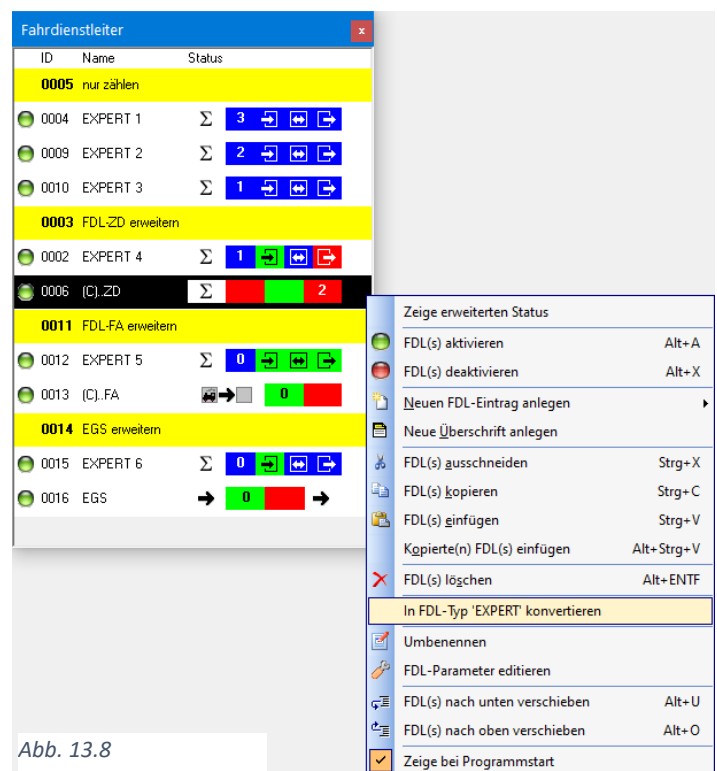 Fahrdienstleiter x
ID Name Status
0005 nur zählen
0004 EXPERT 1 Σ 3
0009 EXPERT 2 Σ 2
0010 EXPERT 3 Σ 1
0003 FDL-ZD erweitern
0002 EXPERT 4 Σ 1
0006 (C)..ZD Σ 2
0011 FDL-FA erweitern
0012 EXPERT 5 Σ 0
0013 (C)..FA 0
0014 EGS erweitern
0015 EXPERT 6 Σ 0
0016 EGS 0
Zeige erweiterten Status
FDL(s) aktivieren Alt+A
FDL(s) deaktivieren Alt+X
Neuen FDL-Eintrag anlegen
Neue Überschrift anlegen
FDL(s) ausschneiden Strg+X
FDL(s) kopieren Strg+C
FDL(s) einfügen Strg+V
Kopierte(n) FDL(s) einfügen Alt+Strg+V
FDL(s) löschen Alt+ENTF
In FDL-Typ 'EXPERT' konvertieren
Umbenennen
FDL-Parameter editieren
FDL(s) nach unten verschieben Alt+U
FDL(s) nach oben verschieben Alt+O
Zeige bei Programmstart
Abb. 13.8